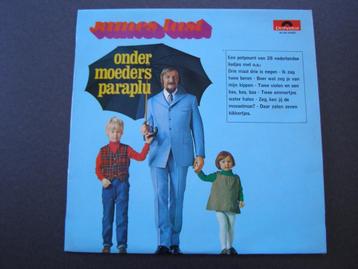 james last
Polydor
onder
moeders
paraplu
Een potpourri van 28 nederlandse
liedjes met o.a.:
Drie maal drie is negen - Ik zag
twee beren - Boer wat zeg je van
mijn kippen - Twee violen en een
bas, bas, bas - Twee emmertjes
water halen - Zeg, ken jij de
mosselman? - Daar zaten zeven
kikkertjes.